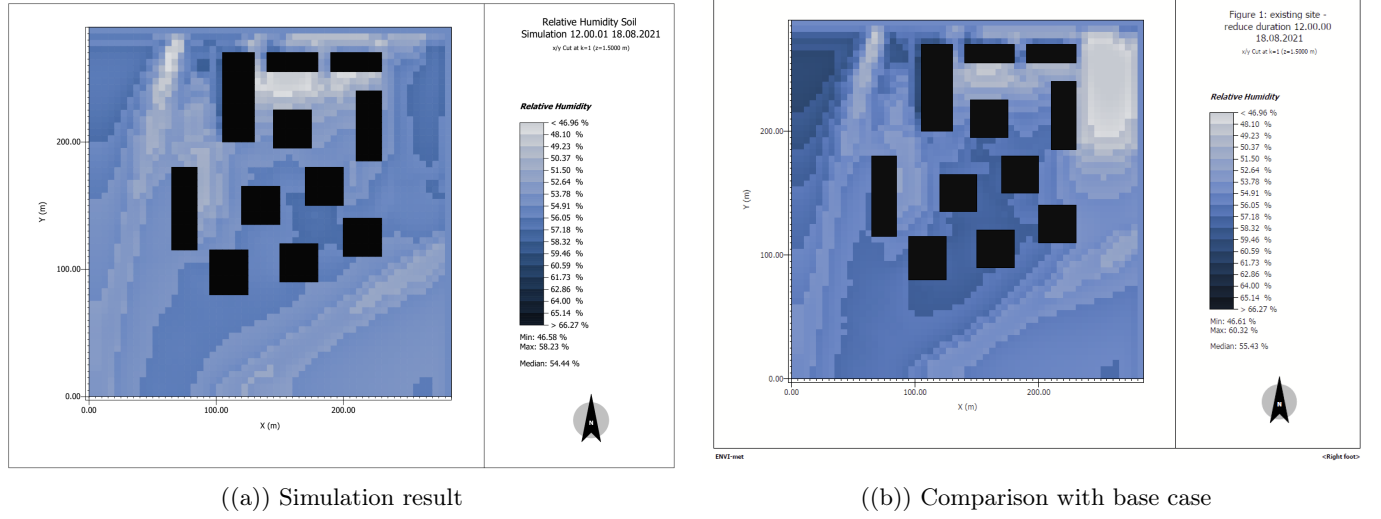 Relative Humidity Soil
Simulation 12.00.01 18.08.2021
x/y Cut at k=1 (z=1.5000 m)
Relative Humidity
< 46.96 %
48.10 %
49.23 %
50.37 %
51.50 %
52.64 %
53.78 %
54.91 %
56.05 %
57.18 %
58.32 %
59.46 %
60.59 %
61.73 %
62.86 %
64.00 %
65.14 %
> 66.27 %
Min: 46.58 %
Max: 58.23 %
Median: 54.44 %
N
200.00
100.00
0.00
Y (m)
0.00 100.00 200.00
X (m)
((a)) Simulation result
Figure 1: existing site -
reduce duration 12.00.00
18.08.2021
x/y Cut at k=1 (z=1.5000 m)
Relative Humidity
< 46.96 %
48.10 %
49.23 %
50.37 %
51.50 %
52.64 %
53.78 %
54.91 %
56.05 %
57.18 %
58.32 %
59.46 %
60.59 %
61.73 %
62.86 %
64.00 %
65.14 %
> 66.27 %
Min: 46.61 %
Max: 60.32 %
Median: 55.43 %
N
200.00
100.00
0.00
Y (m)
0.00 100.00 200.00
X (m)
ENVI-met
<Right foot>
((b)) Comparison with base case